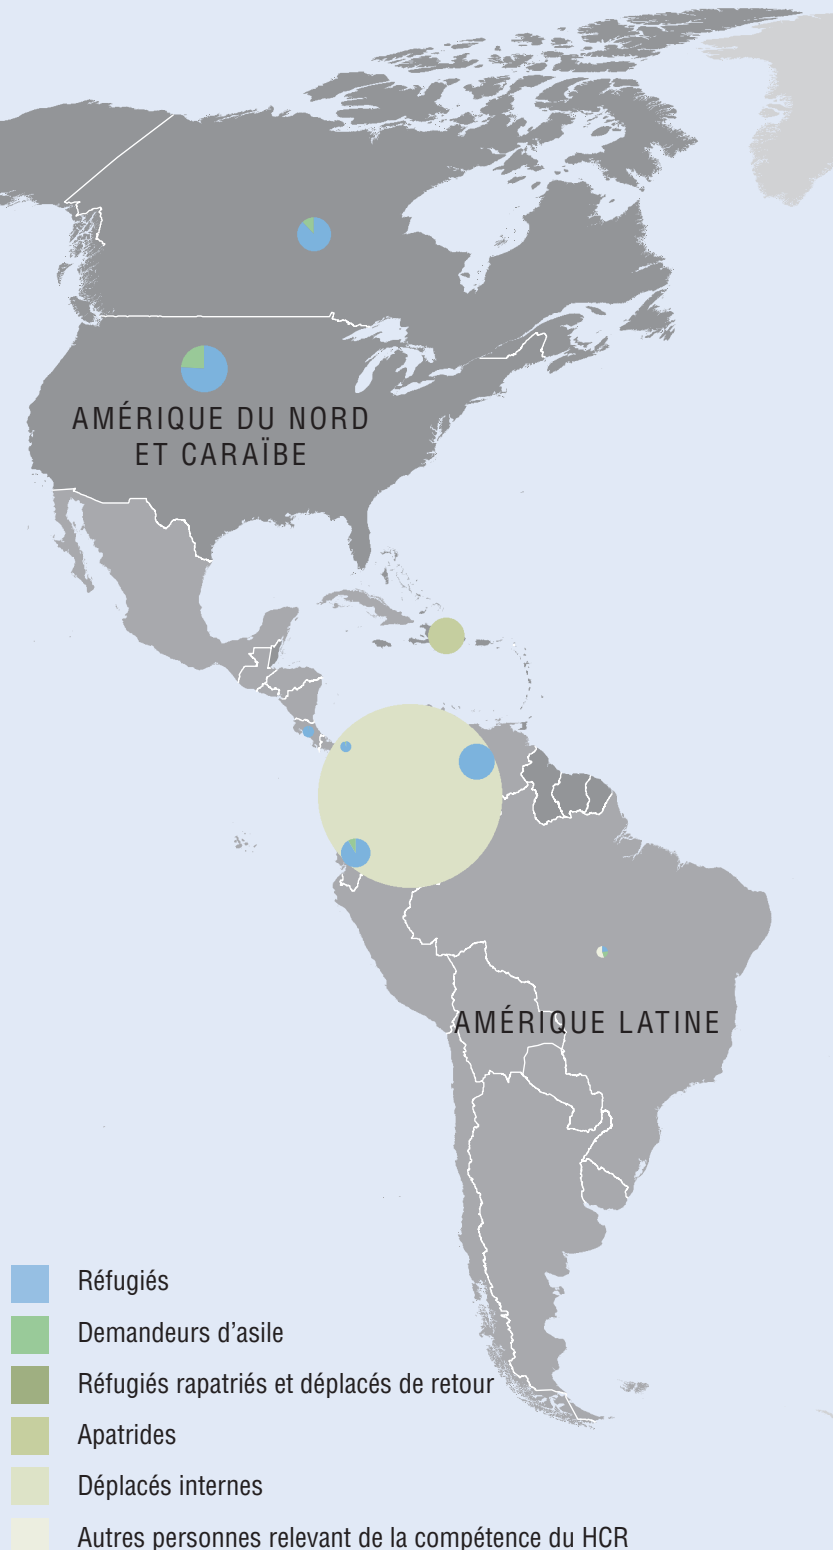 AMÉRIQUE DU NORD
ET CARAÏBE
AMÉRIQUE LATINE
Réfugiés
Demandeurs d’asile
Réfugiés rapatriés et déplacés de retour
Apatrides
Déplacés internes
Autres personnes relevant de la compétence du HCR